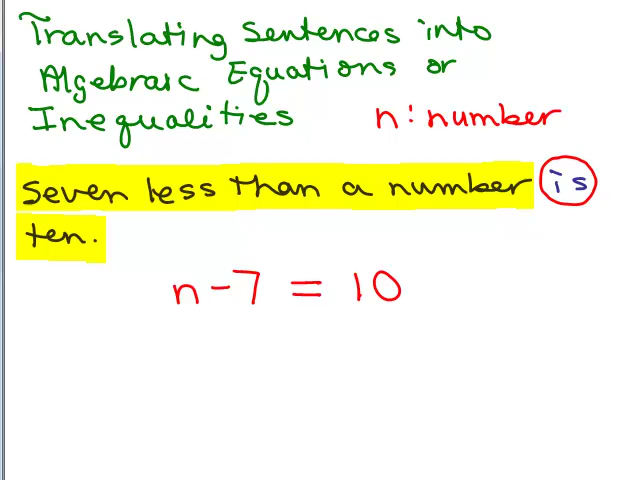 Translating Sentences into
Algebraic Equations or
Inequalities n: number
Seven less than a number is
ten.
n - 7 = 10